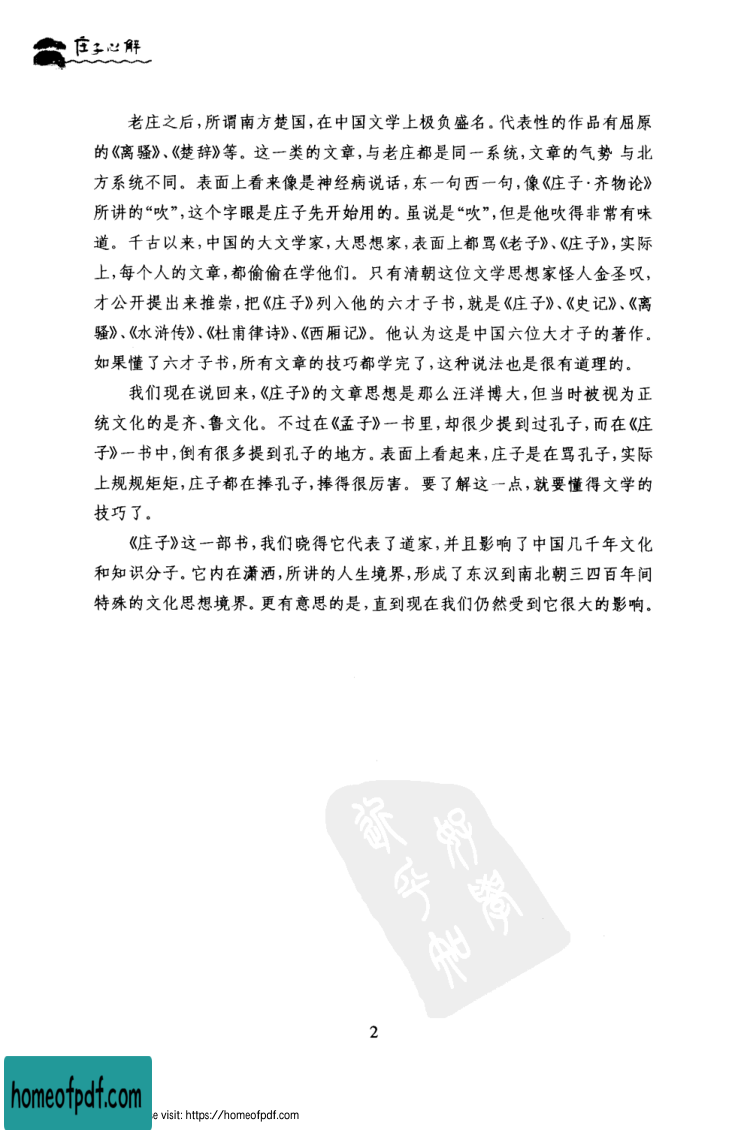 庄子心解
老庄之后,所谓南方楚国,在中国文学上极负盛名。代表性的作品有屈原
的《离骚》、《楚辞》等。这一类的文章,与老庄都是同一系统,文章的气势 与北
方系统不同。表面上看来像是神经病说话,东一句西一句,像《庄子·齐物论》
所讲的“吹”,这个字眼是庄子先开始用的。虽说是“吹”,但是他吹得非常有味
道。千古以来,中国的大文学家,大思想家,表面上都骂《老子》、《庄子》,实际
上,每个人的文章,都偷偷在学他们。只有清朝这位文学思想家怪人金圣叹,
才公开提出来推崇,把《庄子》列入他的六才子书,就是《庄子》、《史记》、《离
骚》、《水浒传》、《杜甫律诗》、《西厢记》。他认为这是中国六位大才子的著作。
如果懂了六才子书,所有文章的技巧都学完了,这种说法也是很有道理的。
我们现在说回来,《庄子》的文章思想是那么汪洋博大,但当时被视为正
统文化的是齐、鲁文化。不过在《孟子》一书里,却很少提到过孔子,而在《庄
子》一书中,倒有很多提到孔子的地方。表面上看起来,庄子是在骂孔子,实际
上规规矩矩,庄子都在捧孔子,捧得很厉害。要了解这一点,就要懂得文学的
技巧了。
《庄子》这一部书,我们晓得它代表了道家,并且影响了中国几千年文化
和知识分子。它内在潇洒,所讲的人生境界,形成了东汉到南北朝三四百年间
特殊的文化思想境界。更有意思的是,直到现在我们仍然受到它很大的影响。
好學
近乎知
2
homeofpdf.com
e visit: https://homeofpdf.com